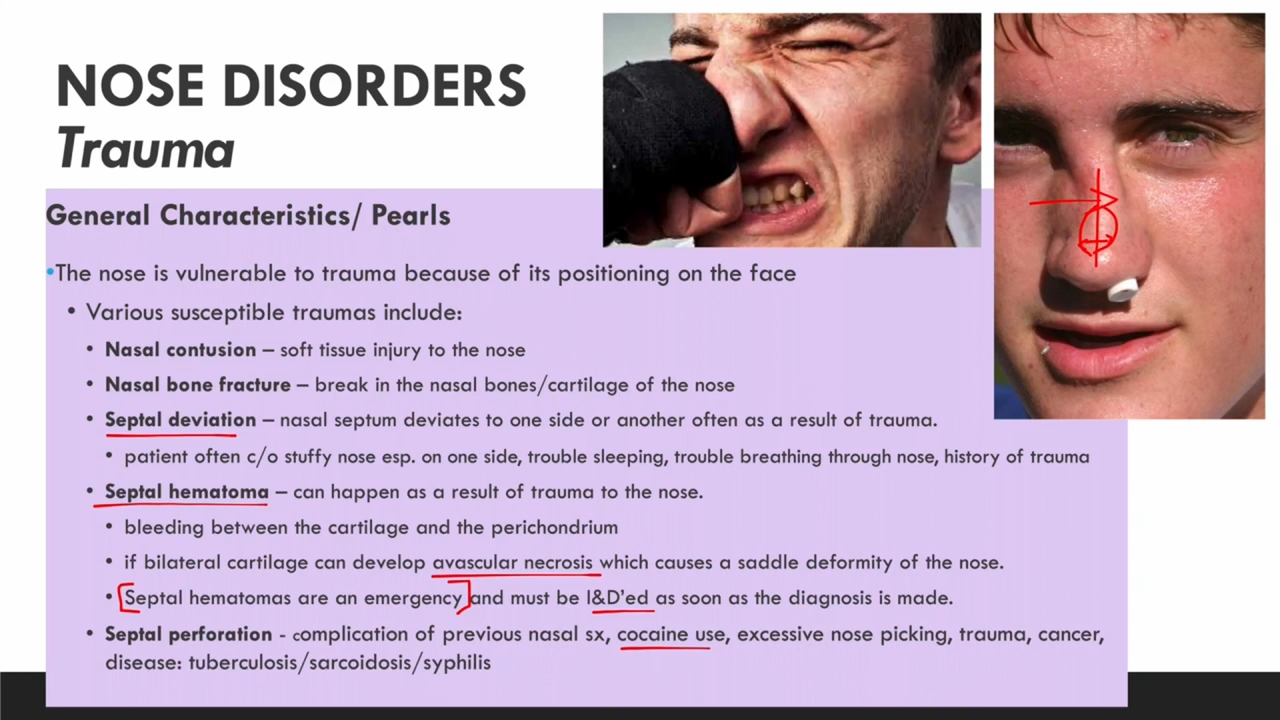 NOSE DISORDERS
Trauma
General Characteristics/ Pearls
•The nose is vulnerable to trauma because of its positioning on the face
• Various susceptible traumas include:
• Nasal contusion – soft tissue injury to the nose
• Nasal bone fracture – break in the nasal bones/cartilage of the nose
• Septal deviation – nasal septum deviates to one side or another often as a result of trauma.
• patient often c/o stuffy nose esp. on one side, trouble sleeping, trouble breathing through nose, history of trauma
• Septal hematoma – can happen as a result of trauma to the nose.
• bleeding between the cartilage and the perichondrium
• if bilateral cartilage can develop avascular necrosis which causes a saddle deformity of the nose.
• Septal hematomas are an emergency and must be I&D'ed as soon as the diagnosis is made.
• Septal perforation - complication of previous nasal sx, cocaine use, excessive nose picking, trauma, cancer,
disease: tuberculosis/sarcoidosis/syphilis